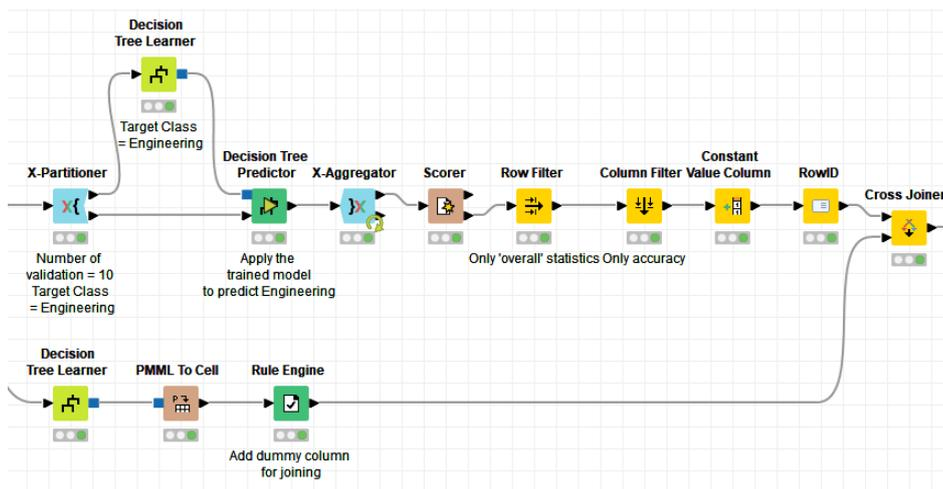 Decision
Tree Learner
Target Class
= Engineering
X-Partitioner
Number of
validation = 10
Target Class
= Engineering
Decision Tree
Predictor
Apply the
trained model
to predict Engineering
X-Aggregator
Scorer
Row Filter
Only 'overall' statistics
Column Filter
Only accuracy
Constant
Value Column
RowID
Cross Joiner
Decision
Tree Learner
PMML To Cell
Rule Engine
Add dummy column
for joining